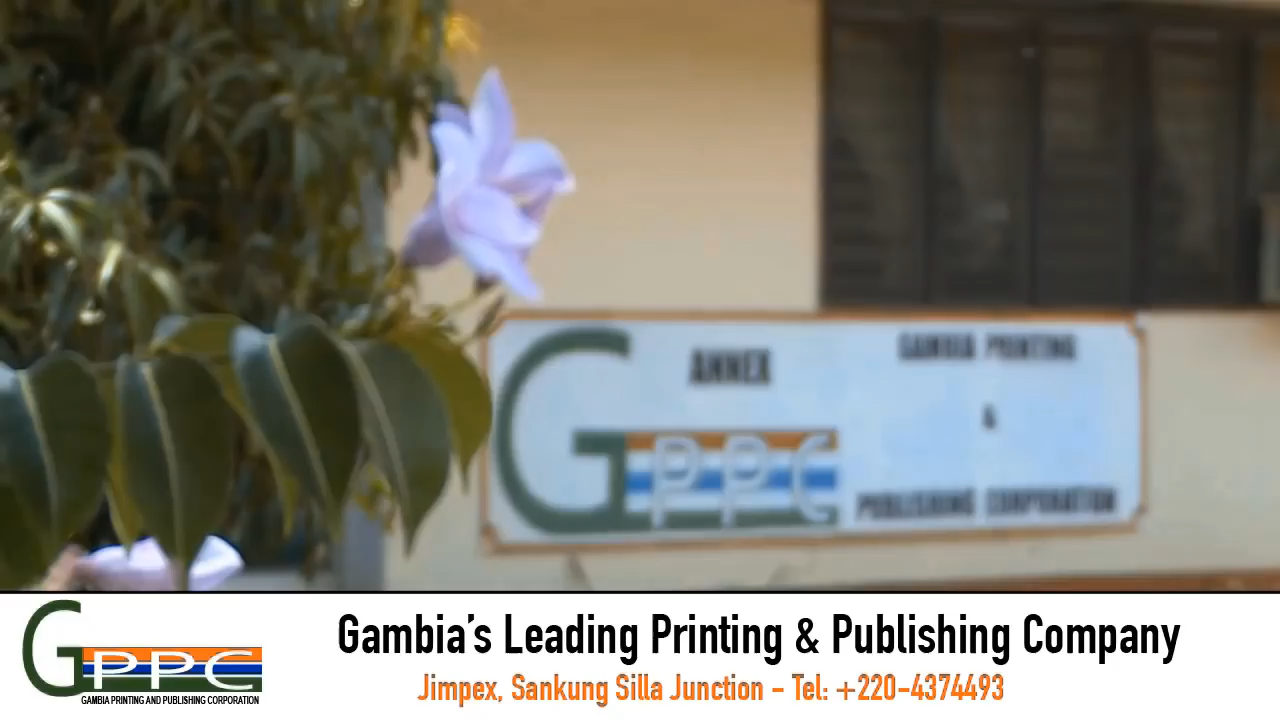 ANNEX
GAMBIA PRINTING
&
PUBLISHING CORPORATION
GPPC
GPPC
GAMBIA PRINTING AND PUBLISHING CORPORATION
Gambia's Leading Printing & Publishing Company
Jimpex, Sankung Silla Junction - Tel: +220-4374493